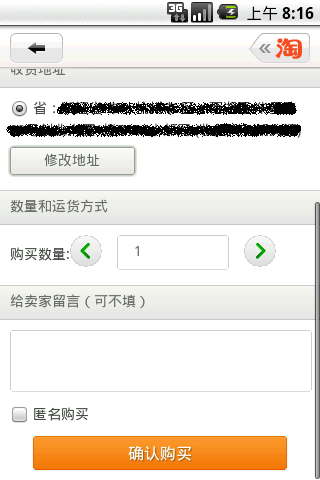 3G 上午 8:16
« 淘
收货地址
省：
修改地址
数量和运货方式
购买数量: 1
给卖家留言（可不填）
匿名购买
确认购买